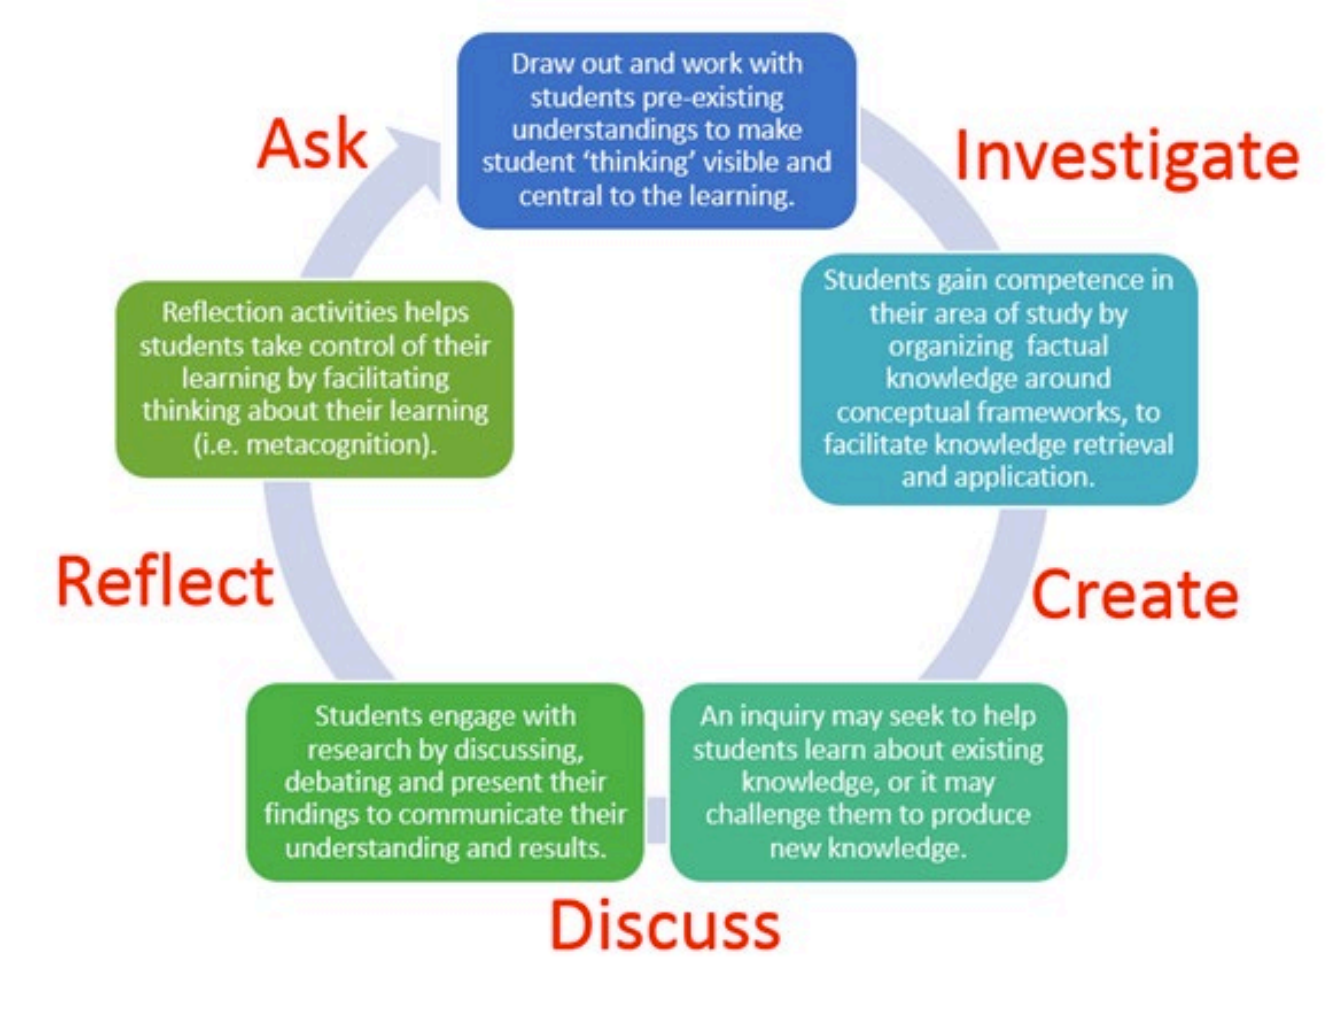 Ask
Draw out and work with
students pre-existing
understandings to make
student ‘thinking’ visible and
central to the learning.
Investigate
Students gain competence in
their area of study by
organizing  factual
knowledge around
conceptual frameworks, to
facilitate knowledge retrieval
and application.
Create
An inquiry may seek to help
students learn about existing
knowledge, or it may
challenge them to produce
new knowledge.
Discuss
Students engage with
research by discussing,
debating and present their
findings to communicate their
understanding and results.
Reflect
Reflection activities helps
students take control of their
learning by facilitating
thinking about their learning
(i.e. metacognition).